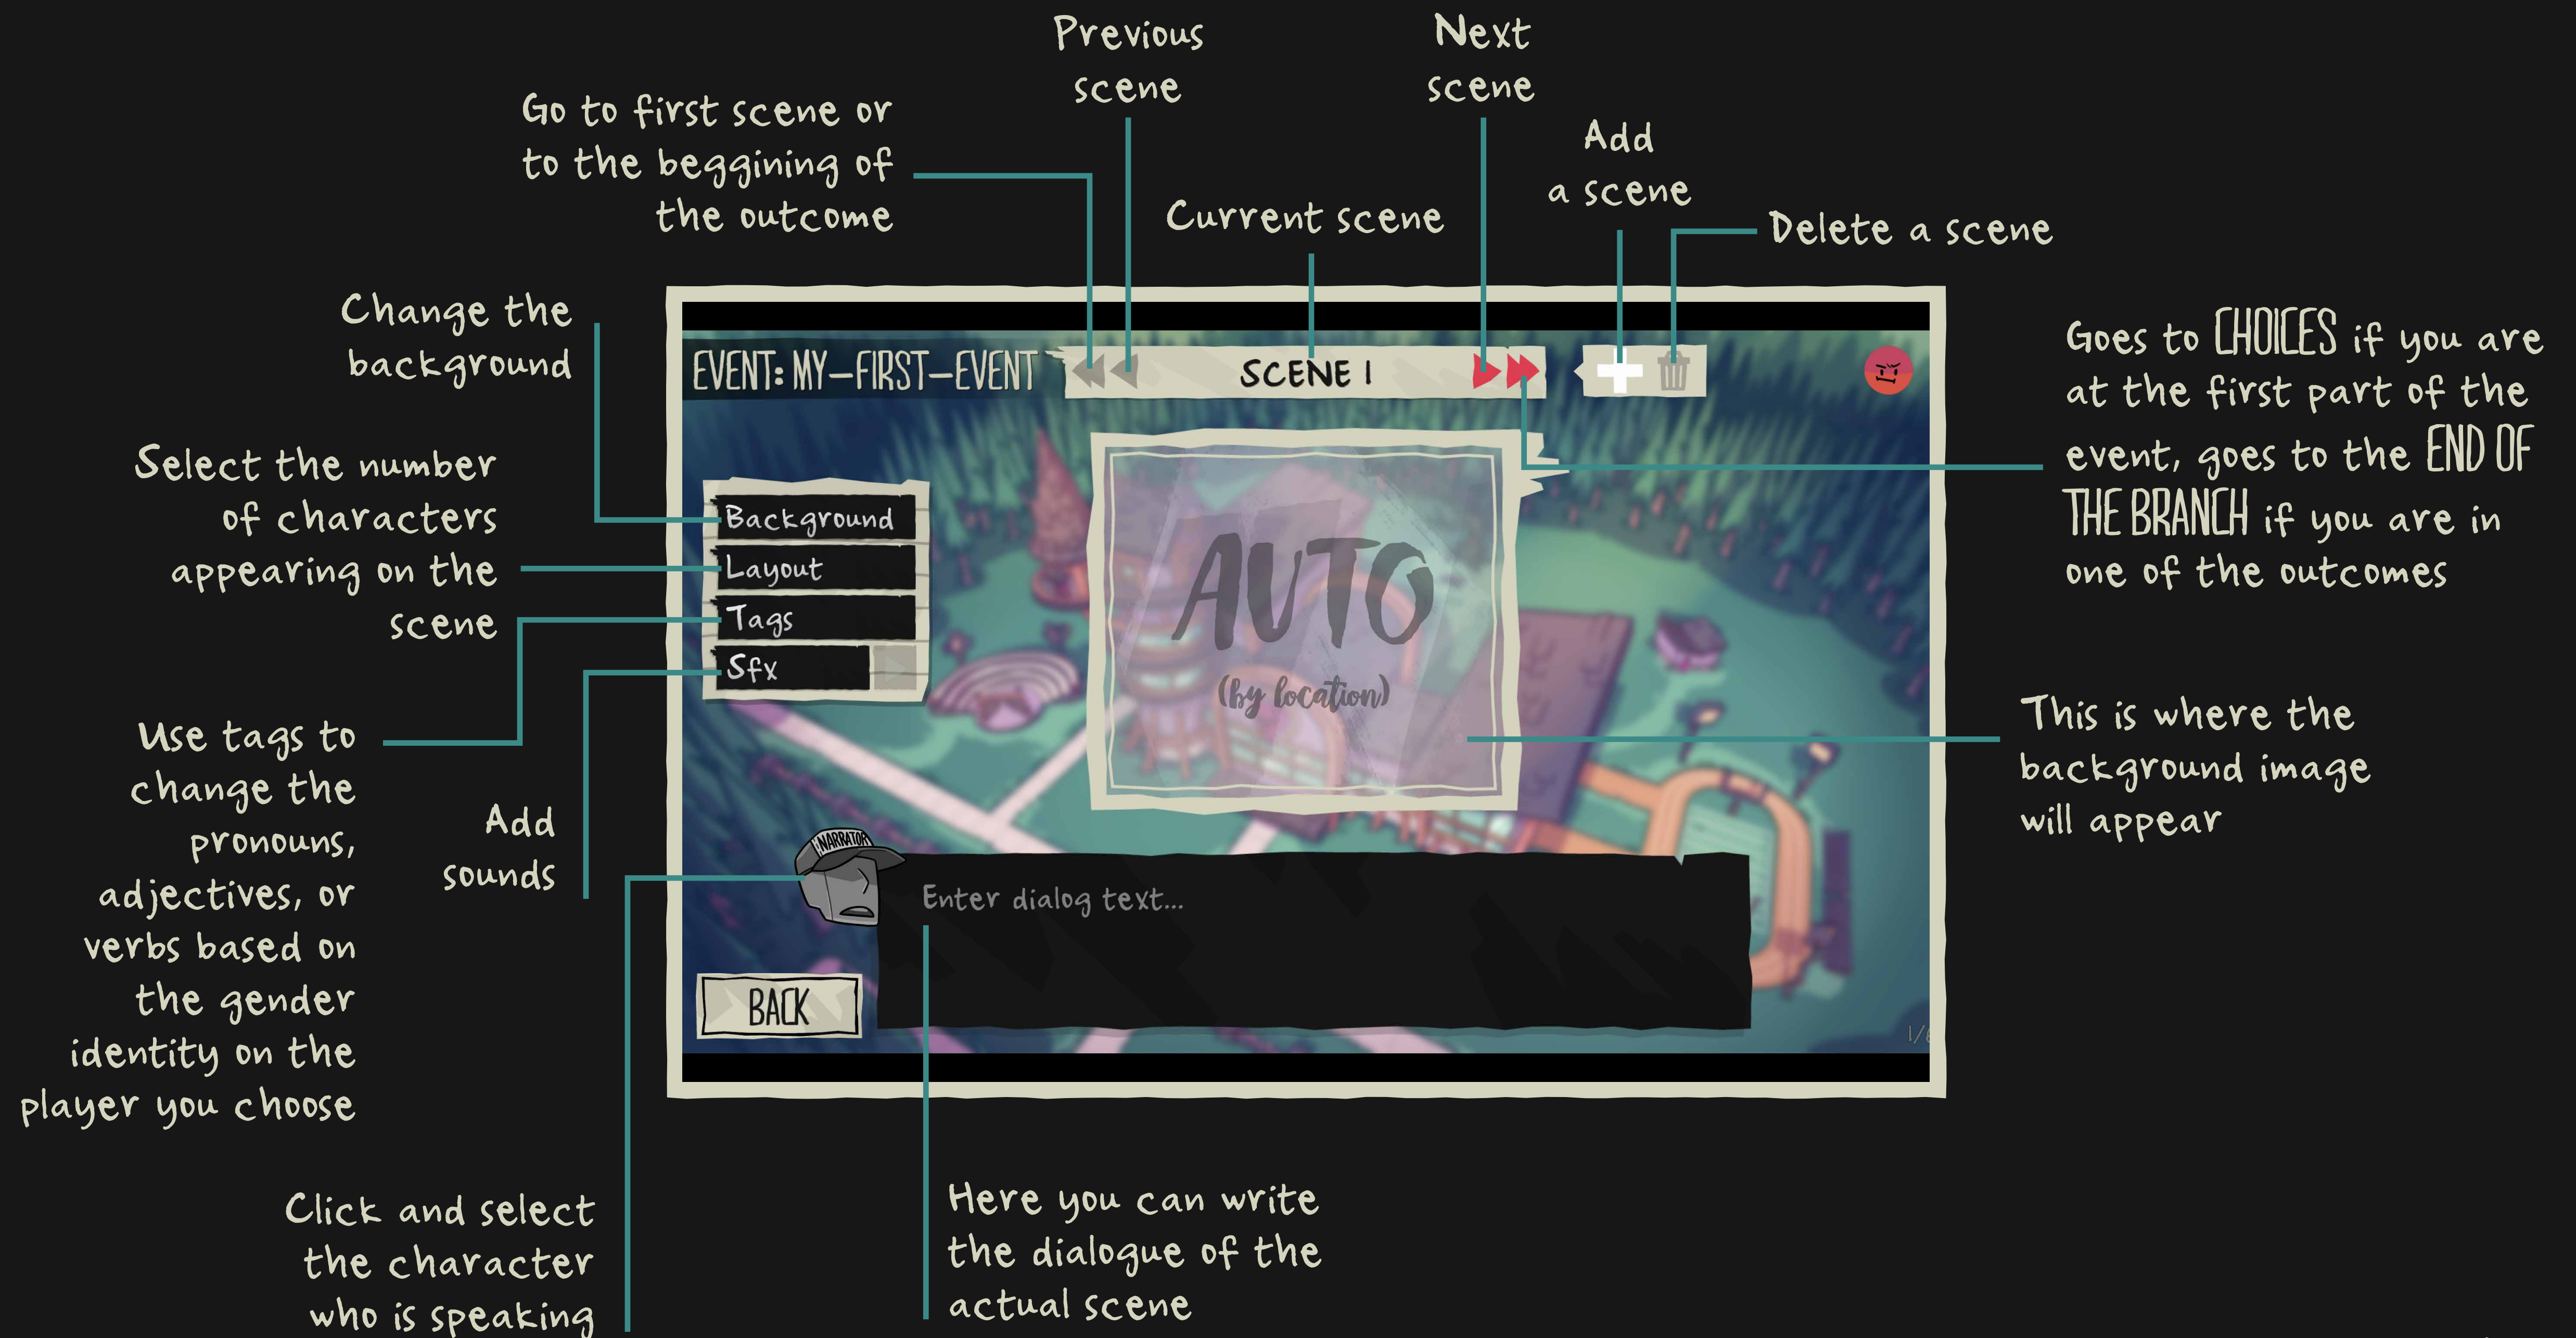 Previous
scene
Next
scene
Go to first scene or
to the beggining of
the outcome
Add
a scene
Current scene
Delete a scene
Change the
background
Goes to CHOICES if you are
at the first part of the
event, goes to the END OF
THE BRANCH if you are in
one of the outcomes
EVENT: MY-FIRST-EVENT
SCENE 1
Select the number
of characters
appearing on the
scene
Background
Layout
Tags
Sfx
AUTO
(by location)
Use tags to
change the
pronouns,
adjectives, or
verbs based on
the gender
identity on the
player you choose
Add
sounds
This is where the
background image
will appear
NARRATOR
Enter dialog text...
BACK
Click and select
the character
who is speaking
Here you can write
the dialogue of the
actual scene